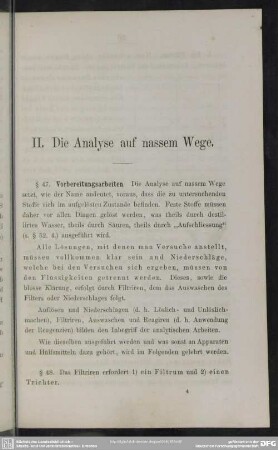 II. Die Analyse auf nassem Wege.
§ 47. Vorbereitungsarbeiten Die Analyse auf nassem Wege
setzt, wie der Name andeutet, voraus, dass die zu untersuchenden
Stoffe sich im aufgelösten Zustande befinden. Feste Stoffe müssen
daher vor allen Dingen gelöst werden, was theils durch destil-
lirtes Wasser, theils durch Säuren, theils durch „Aufschliessung“
(s. § 32, 4.) ausgeführt wird.
Alle Lösungen, mit denen man Versuche anstellt,
müssen vollkommen klar sein und Niederschläge,
welche bei den Versuchen sich ergeben, müssen von
den Flüssigkeiten getrennt werden. Dieses, sowie die
blosse Klärung, erfolgt durch Filtriren, dem das Auswaschen des
Filters oder Niederschlages folgt.
Auflösen und Niederschlagen (d. h. Löslich- und Unlöslich-
machen), Filtriren, Auswaschen und Reagiren (d. h. Anwendung
der Reagenzien) bilden den Inbegriff der analytischen Arbeiten.
Wie dieselben ausgeführt werden und was sonst an Apparaten
und Hülfsmitteln dazu gehört, wird im Folgenden gelehrt werden.
§ 48. Das Filtriren erfordert 1) ein Filtrum und 2) einen
Trichter.
4
DFG